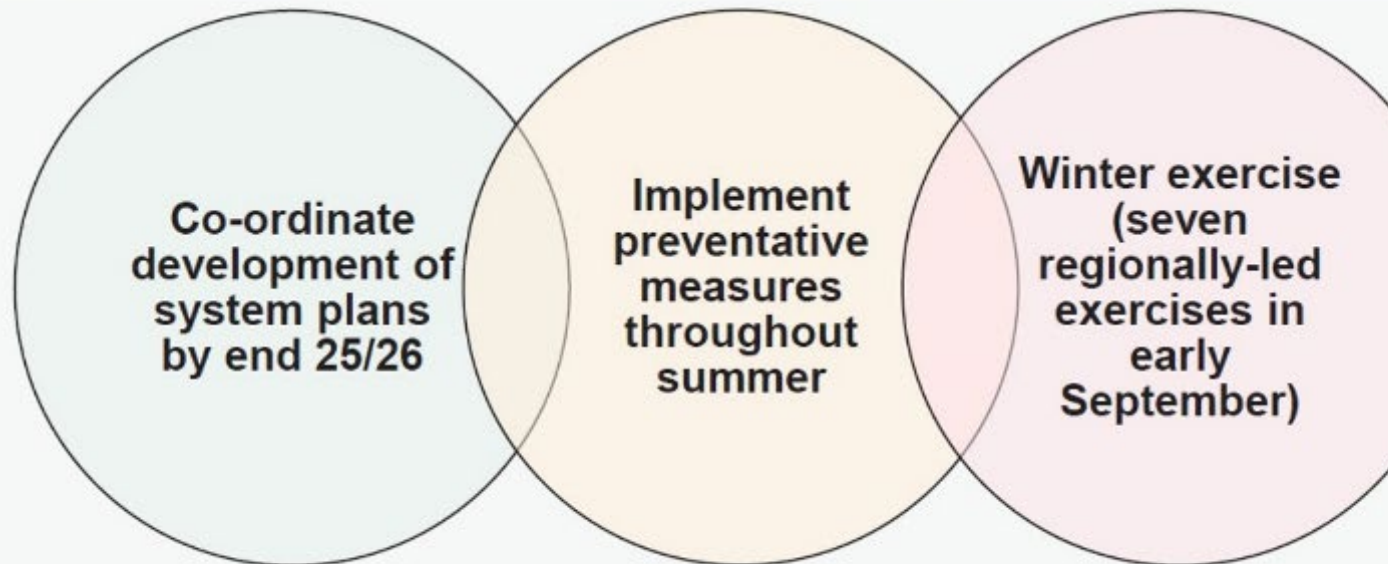 Co-ordinate
development of
system plans
by end 25/26
Implement
preventative
measures
throughout
summer
Winter exercise
(seven
regionally-led
exercises in
early
September)